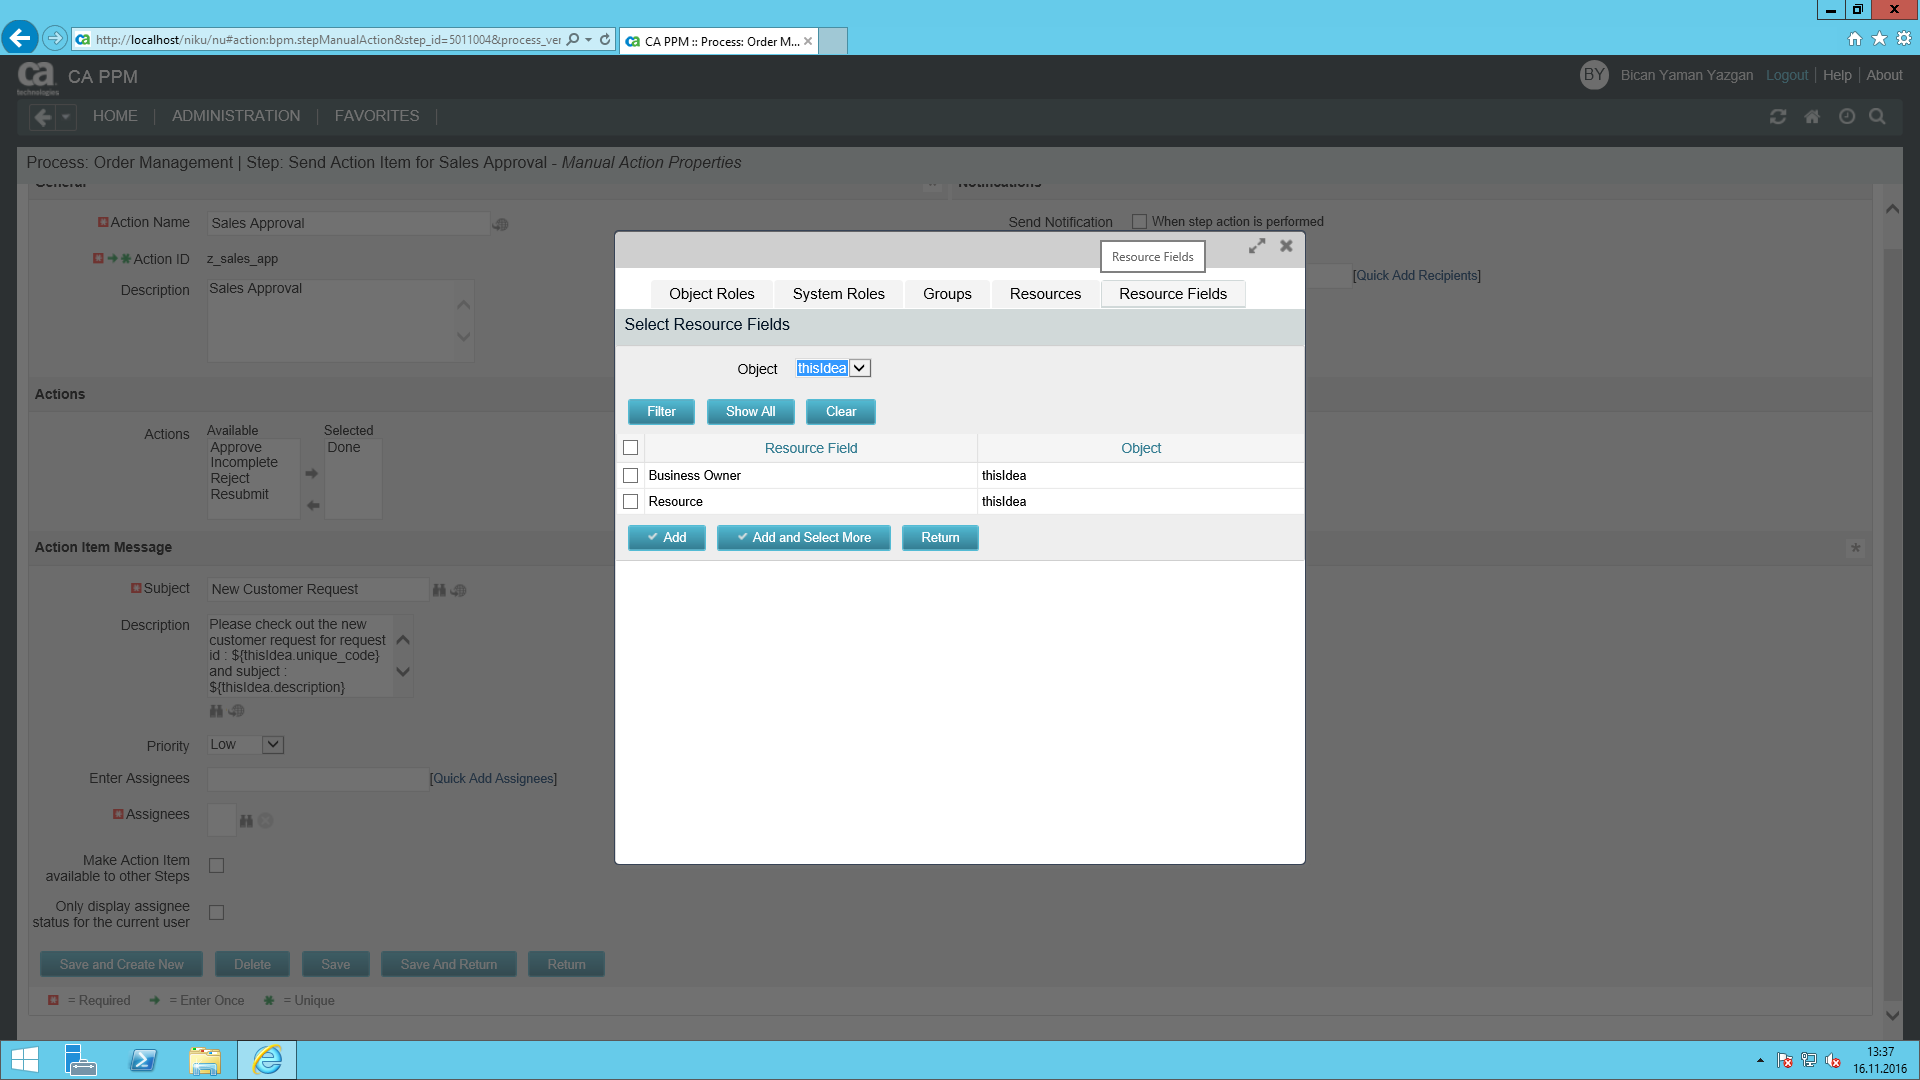 http://localhost/niku/nu#action:bpm.stepManualAction&step_id=5011004&process_ver
CA PPM :: Process: Order M...
ca technologies
CA PPM
BY
Bican Yaman Yazgan
Logout
Help
About
HOME
ADMINISTRATION
FAVORITES
Process: Order Management | Step: Send Action Item for Sales Approval - Manual Action Properties
General
Notifications
Action Name
Sales Approval
Send Notification
When step action is performed
Action ID
z_sales_app
[Quick Add Recipients]
Description
Sales Approval
Resource Fields
Object Roles
System Roles
Groups
Resources
Resource Fields
Select Resource Fields
Object
thisIdea
Filter
Show All
Clear
Resource Field
Object
Business Owner
thisIdea
Resource
thisIdea
Add
Add and Select More
Return
Actions
Actions
Available
Selected
Approve
Incomplete
Reject
Resubmit
Done
Action Item Message
Subject
New Customer Request
Description
Please check out the new
customer request for request
id : ${thisIdea.unique_code}
and subject :
${thisIdea.description}
Priority
Low
Enter Assignees
[Quick Add Assignees]
Assignees
Make Action Item
available to other Steps
Only display assignee
status for the current user
Save and Create New
Delete
Save
Save And Return
Return
= Required
= Enter Once
= Unique
13:37
16.11.2016